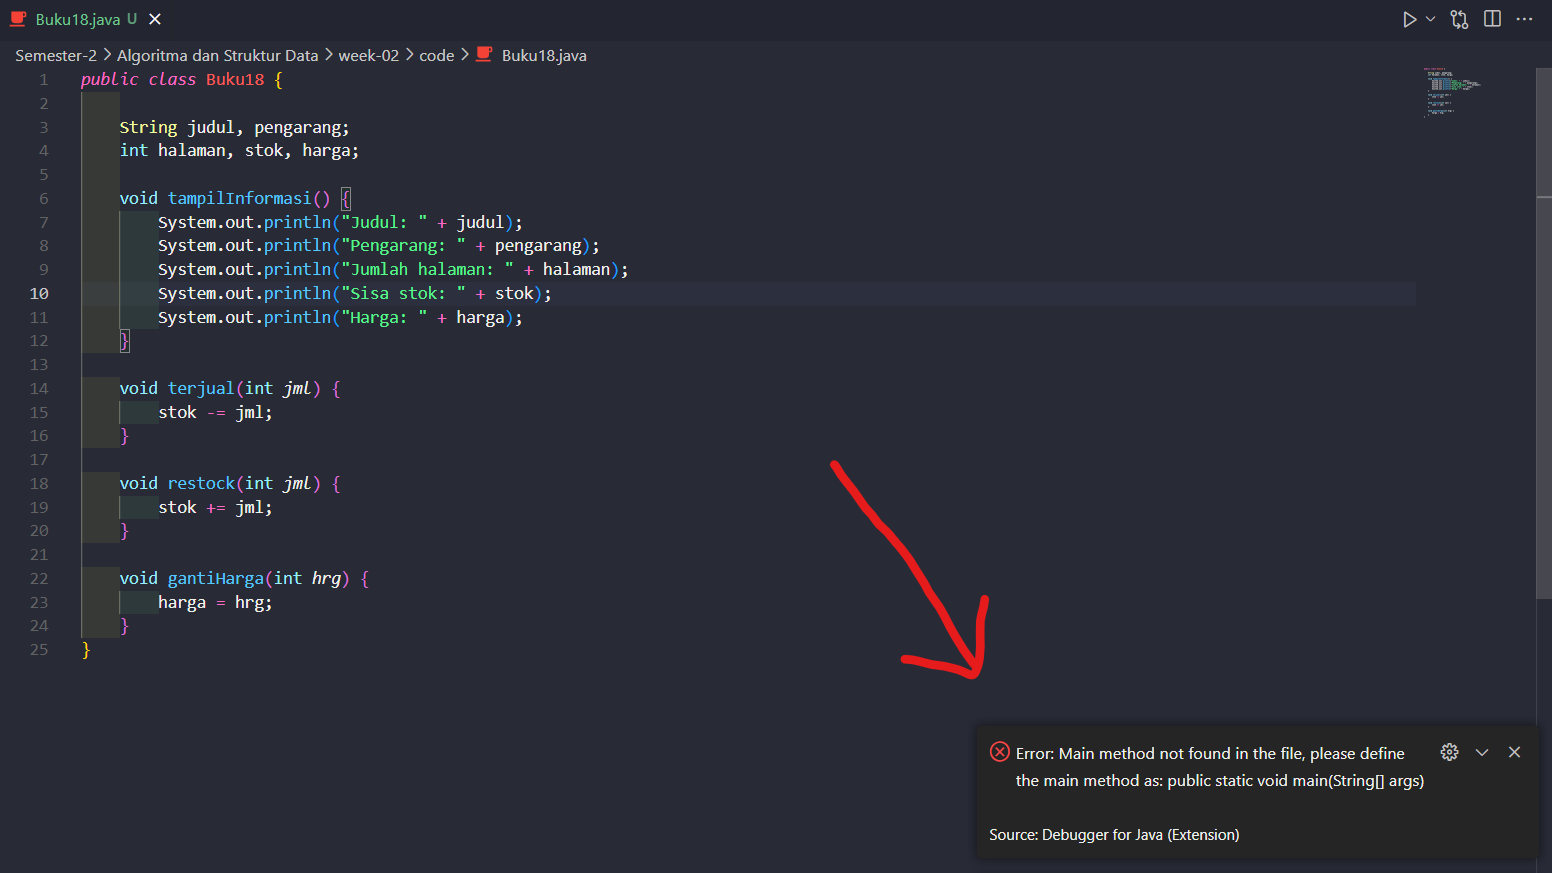 Buku18.java U
Semester-2 > Algoritma dan Struktur Data > week-02 > code > Buku18.java
1 public class Buku18 {
2
3 String judul, pengarang;
4 int halaman, stok, harga;
5
6 void tampilInformasi() {
7 System.out.println("Judul: " + judul);
8 System.out.println("Pengarang: " + pengarang);
9 System.out.println("Jumlah halaman: " + halaman);
10 System.out.println("Sisa stok: " + stok);
11 System.out.println("Harga: " + harga);
12 }
13
14 void terjual(int jml) {
15 stok -= jml;
16 }
17
18 void restock(int jml) {
19 stok += jml;
20 }
21
22 void gantiHarga(int hrg) {
23 harga = hrg;
24 }
25 }
Error: Main method not found in the file, please define
the main method as: public static void main(String[] args)
Source: Debugger for Java (Extension)